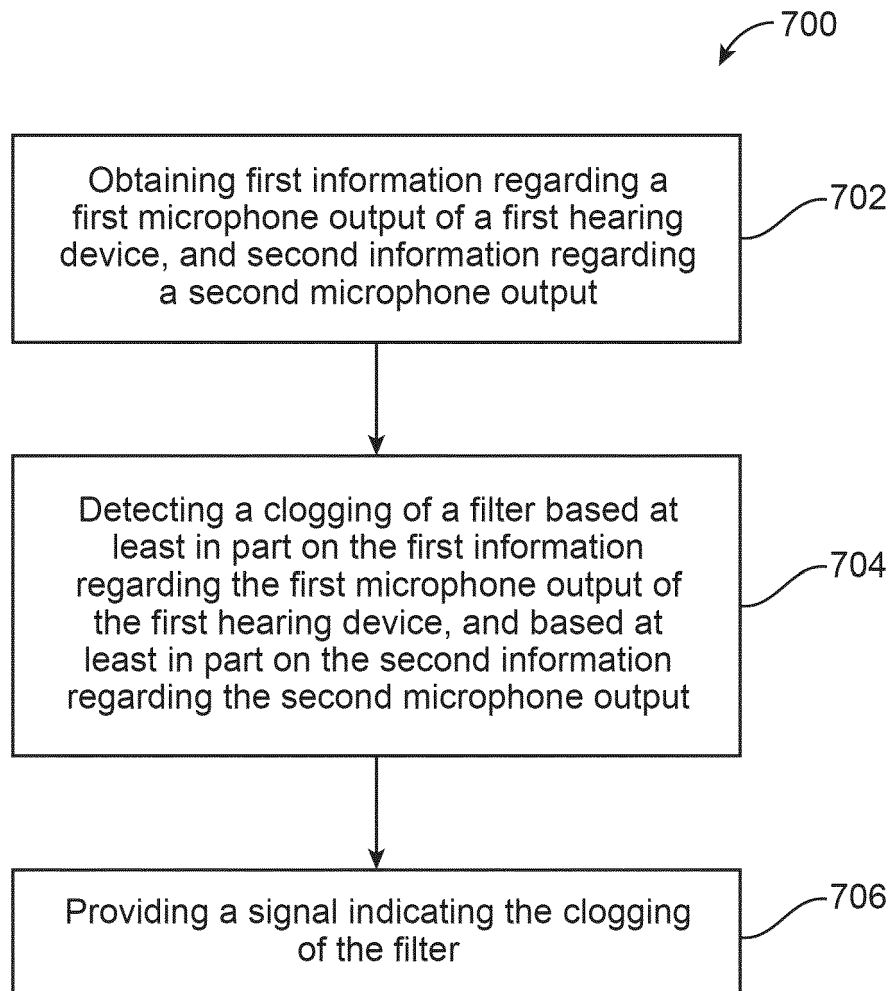 700
Obtaining first information regarding a
first microphone output of a first hearing
device, and second information regarding
a second microphone output
702
Detecting a clogging of a filter based at
least in part on the first information
regarding the first microphone output of
the first hearing device, and based at
least in part on the second information
regarding the second microphone output
704
Providing a signal indicating the clogging
of the filter
706